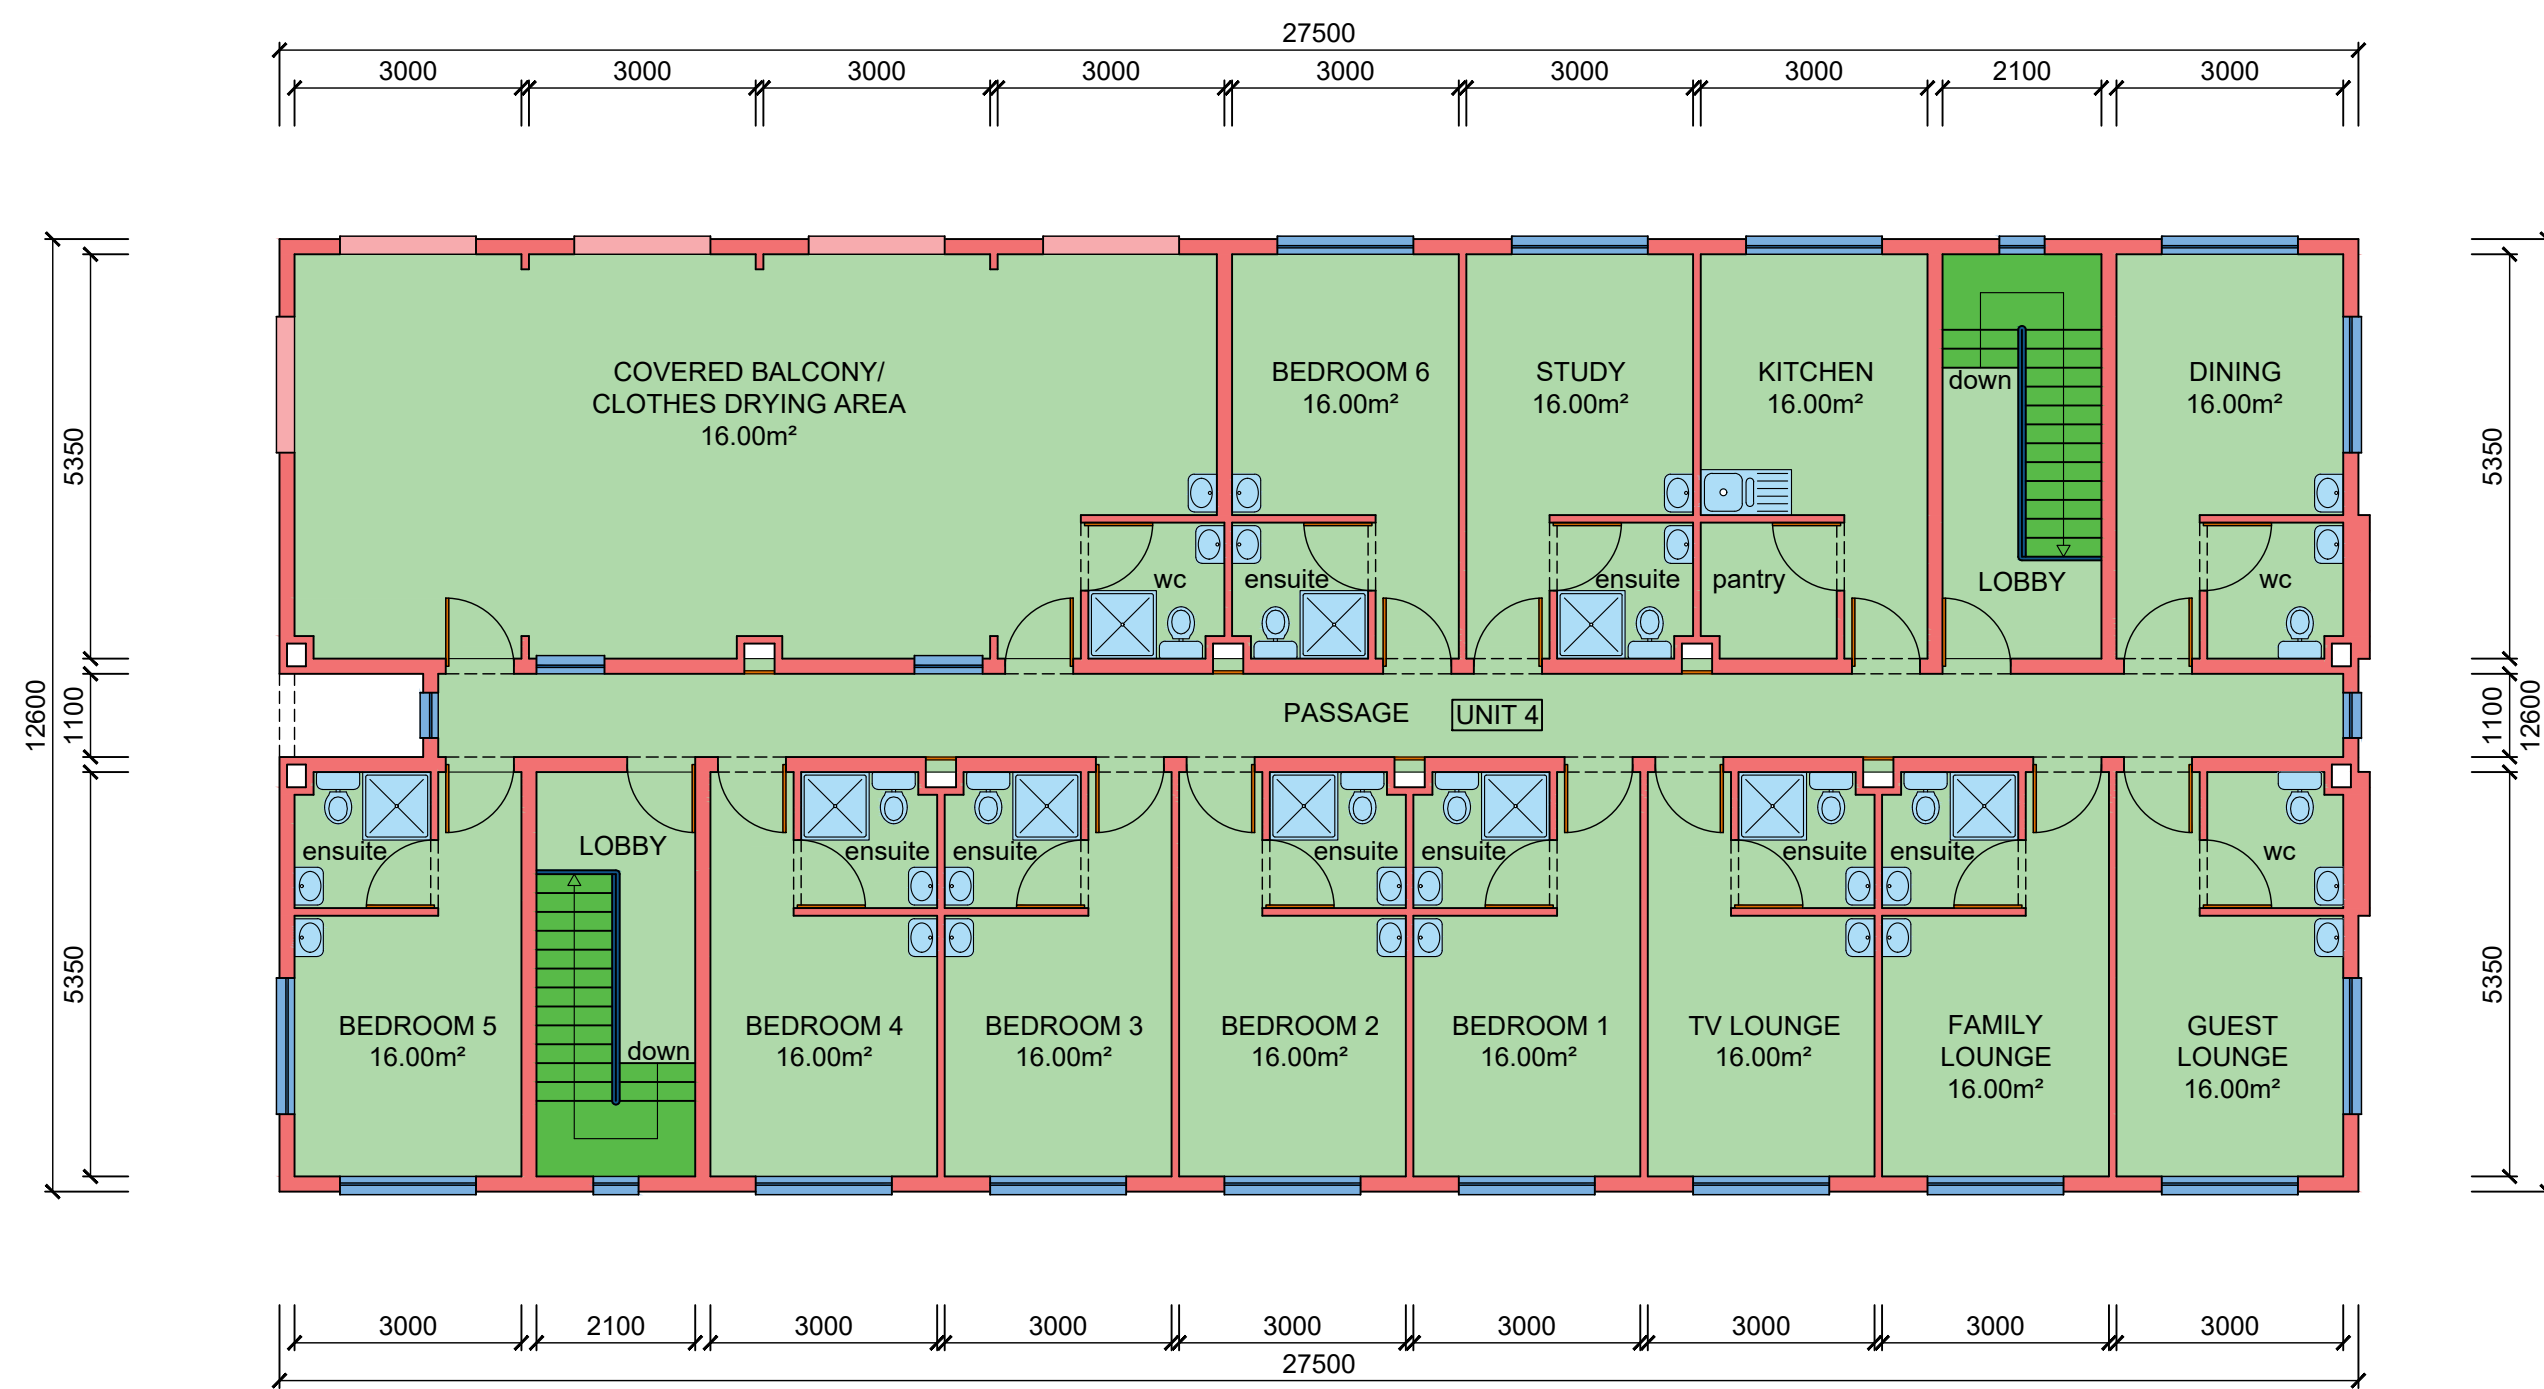 27500
3000 3000 3000 3000 3000 3000 3000 2100 3000
COVERED BALCONY/
CLOTHES DRYING AREA
16.00m²
BEDROOM 6
16.00m²
STUDY
16.00m²
KITCHEN
16.00m²
down
DINING
16.00m²
5350
5350
wc
ensuite
ensuite
pantry
LOBBY
wc
12600
1100
PASSAGE
UNIT 4
1100
12600
ensuite
LOBBY
ensuite
ensuite
ensuite
ensuite
ensuite
ensuite
wc
5350
5350
BEDROOM 5
16.00m²
down
BEDROOM 4
16.00m²
BEDROOM 3
16.00m²
BEDROOM 2
16.00m²
BEDROOM 1
16.00m²
TV LOUNGE
16.00m²
FAMILY
LOUNGE
16.00m²
GUEST
LOUNGE
16.00m²
3000 2100 3000 3000 3000 3000 3000 3000 3000
27500